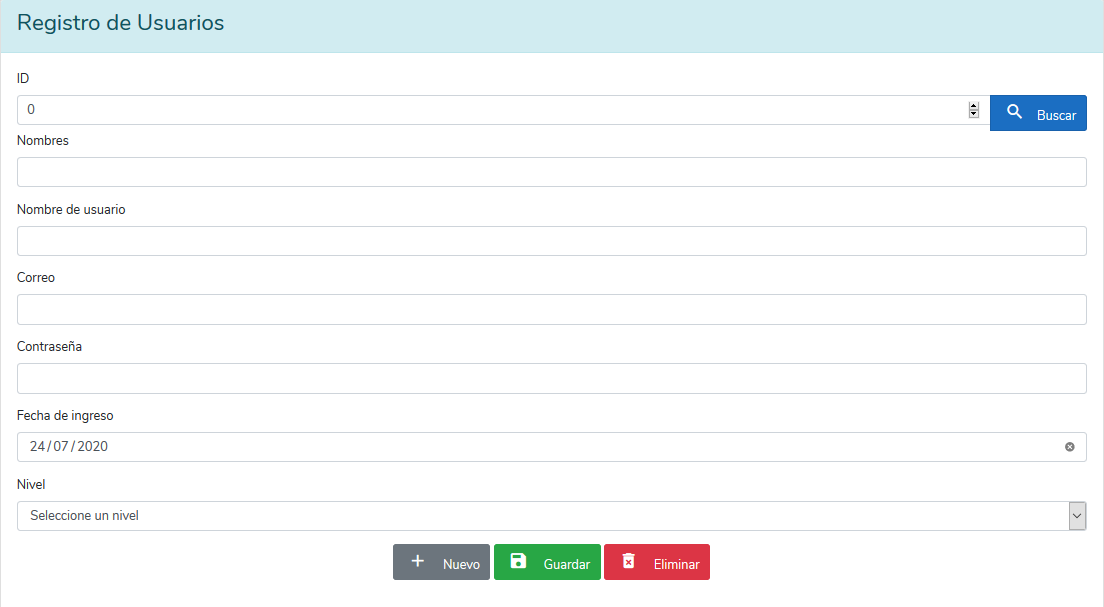 Registro de Usuarios
ID
0
Buscar
Nombres
Nombre de usuario
Correo
Contraseña
Fecha de ingreso
24/07/2020
Nivel
Seleccione un nivel
Nuevo Guardar Eliminar